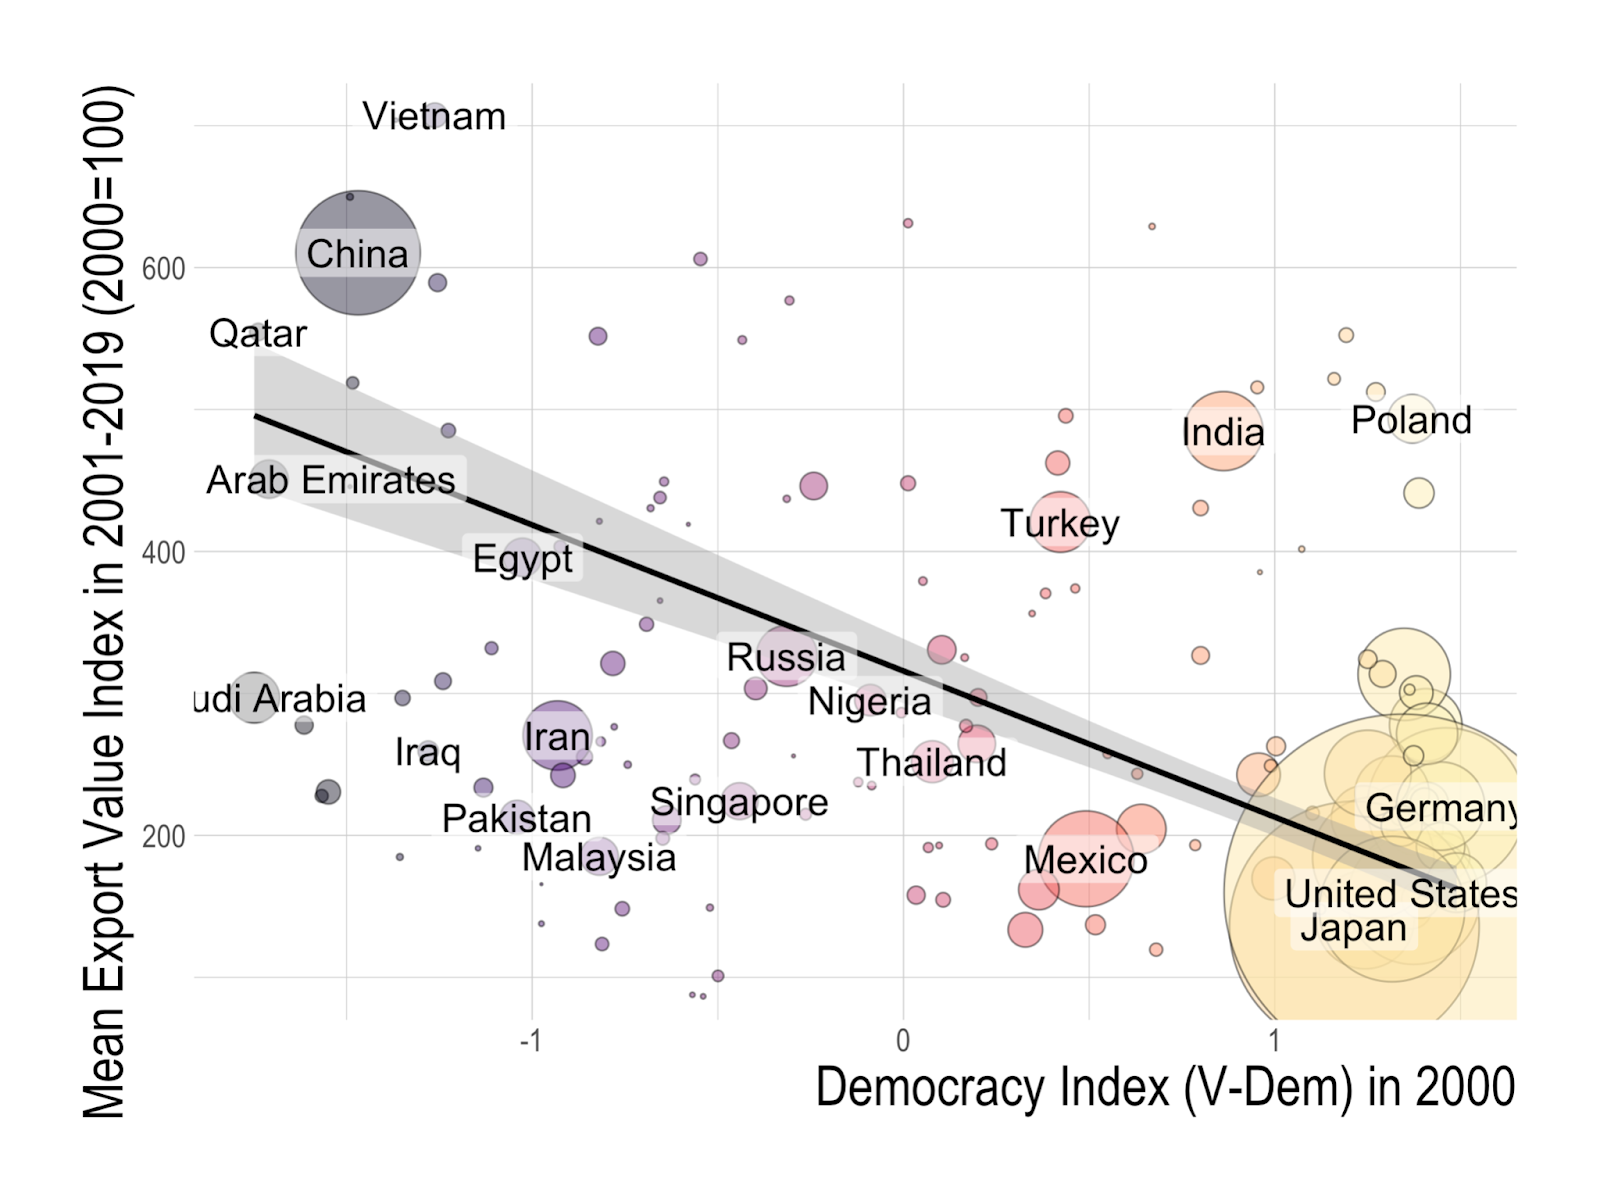 Mean Export Value Index in 2001-2019 (2000=100)
600
400
200
Vietnam
China
Qatar
Arab Emirates
Egypt
udi Arabia
Iraq
Iran
Pakistan
Malaysia
Singapore
Russia
Nigeria
Thailand
Turkey
India
Poland
Mexico
Germany
United States
Japan
-1
0
1
Democracy Index (V-Dem) in 2000